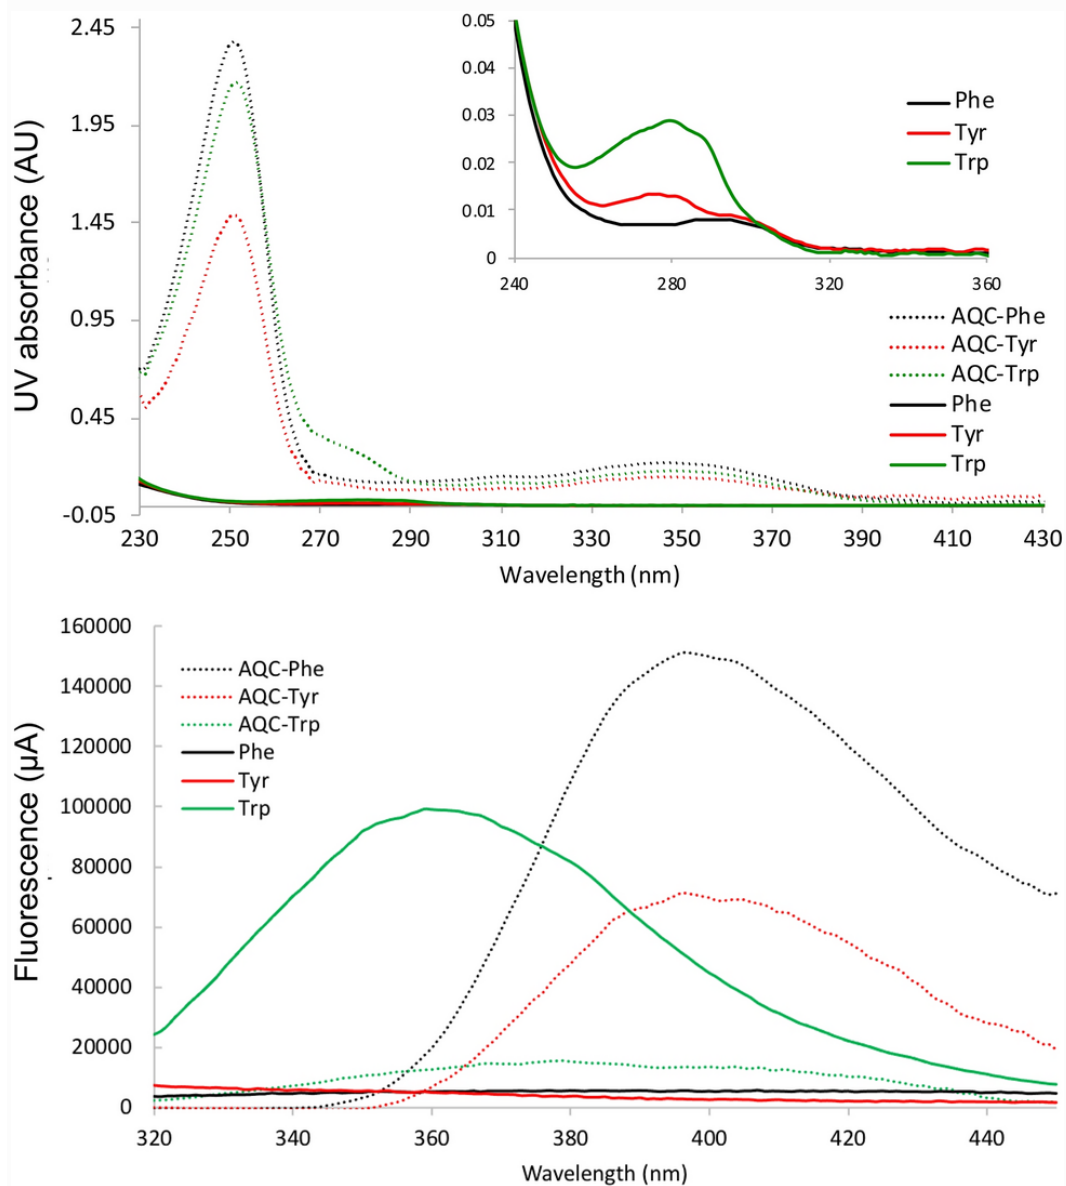 2.45
1.95
1.45
0.95
0.45
-0.05
UV absorbance (AU)
0.05
0.04
0.03
0.02
0.01
0
240
280
320
360
Phe
Tyr
Trp
AQC-Phe
AQC-Tyr
AQC-Trp
Phe
Tyr
Trp
230
250
270
290
310
330
350
370
390
410
430
Wavelength (nm)
160000
140000
120000
100000
80000
60000
40000
20000
0
Fluorescence (µA)
AQC-Phe
AQC-Tyr
AQC-Trp
Phe
Tyr
Trp
320
340
360
380
400
420
440
Wavelength (nm)